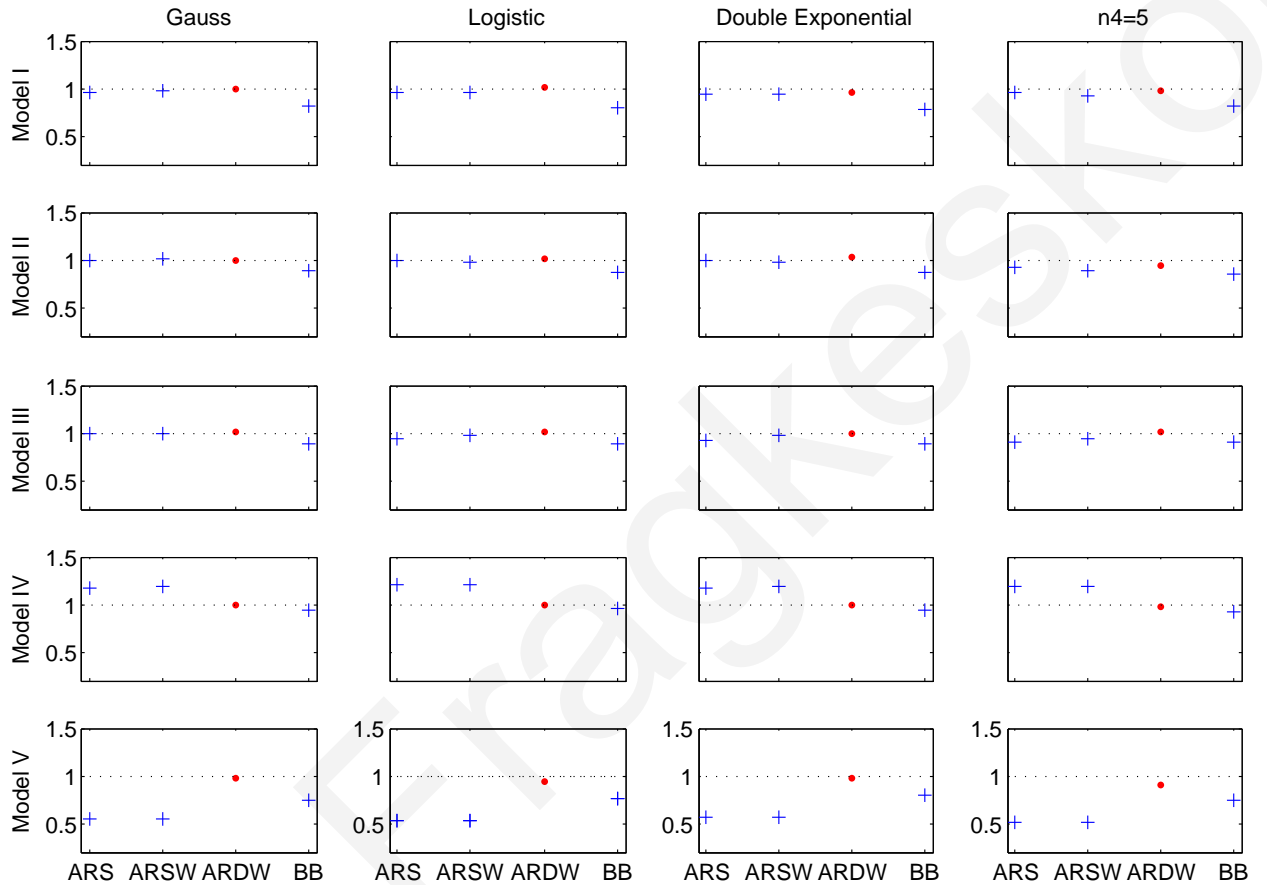 Gauss Logistic Double Exponential n4=5
Model I
1.5
1
0.5
Model II
1.5
1
0.5
Model III
1.5
1
0.5
Model IV
1.5
1
0.5
Model V
1.5 1.5 1.5 1.5
1 1 1 1
0.5 0.5 0.5 0.5
ARS ARSW ARDW BB ARS ARSW ARDW BB ARS ARSW ARDW BB ARS ARSW ARDW BB